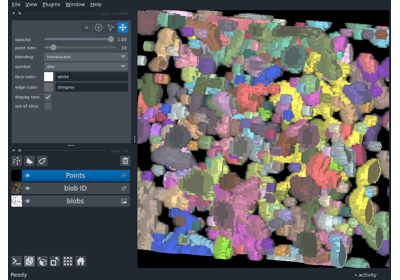 File View Plugins Window Help
opacity: 1.00
point size: 10
blending: translucent
symbol: disc
face color: white
edge color: dimgrey
display text:
out of slice:
Points
blob ID
blobs
Ready
activity